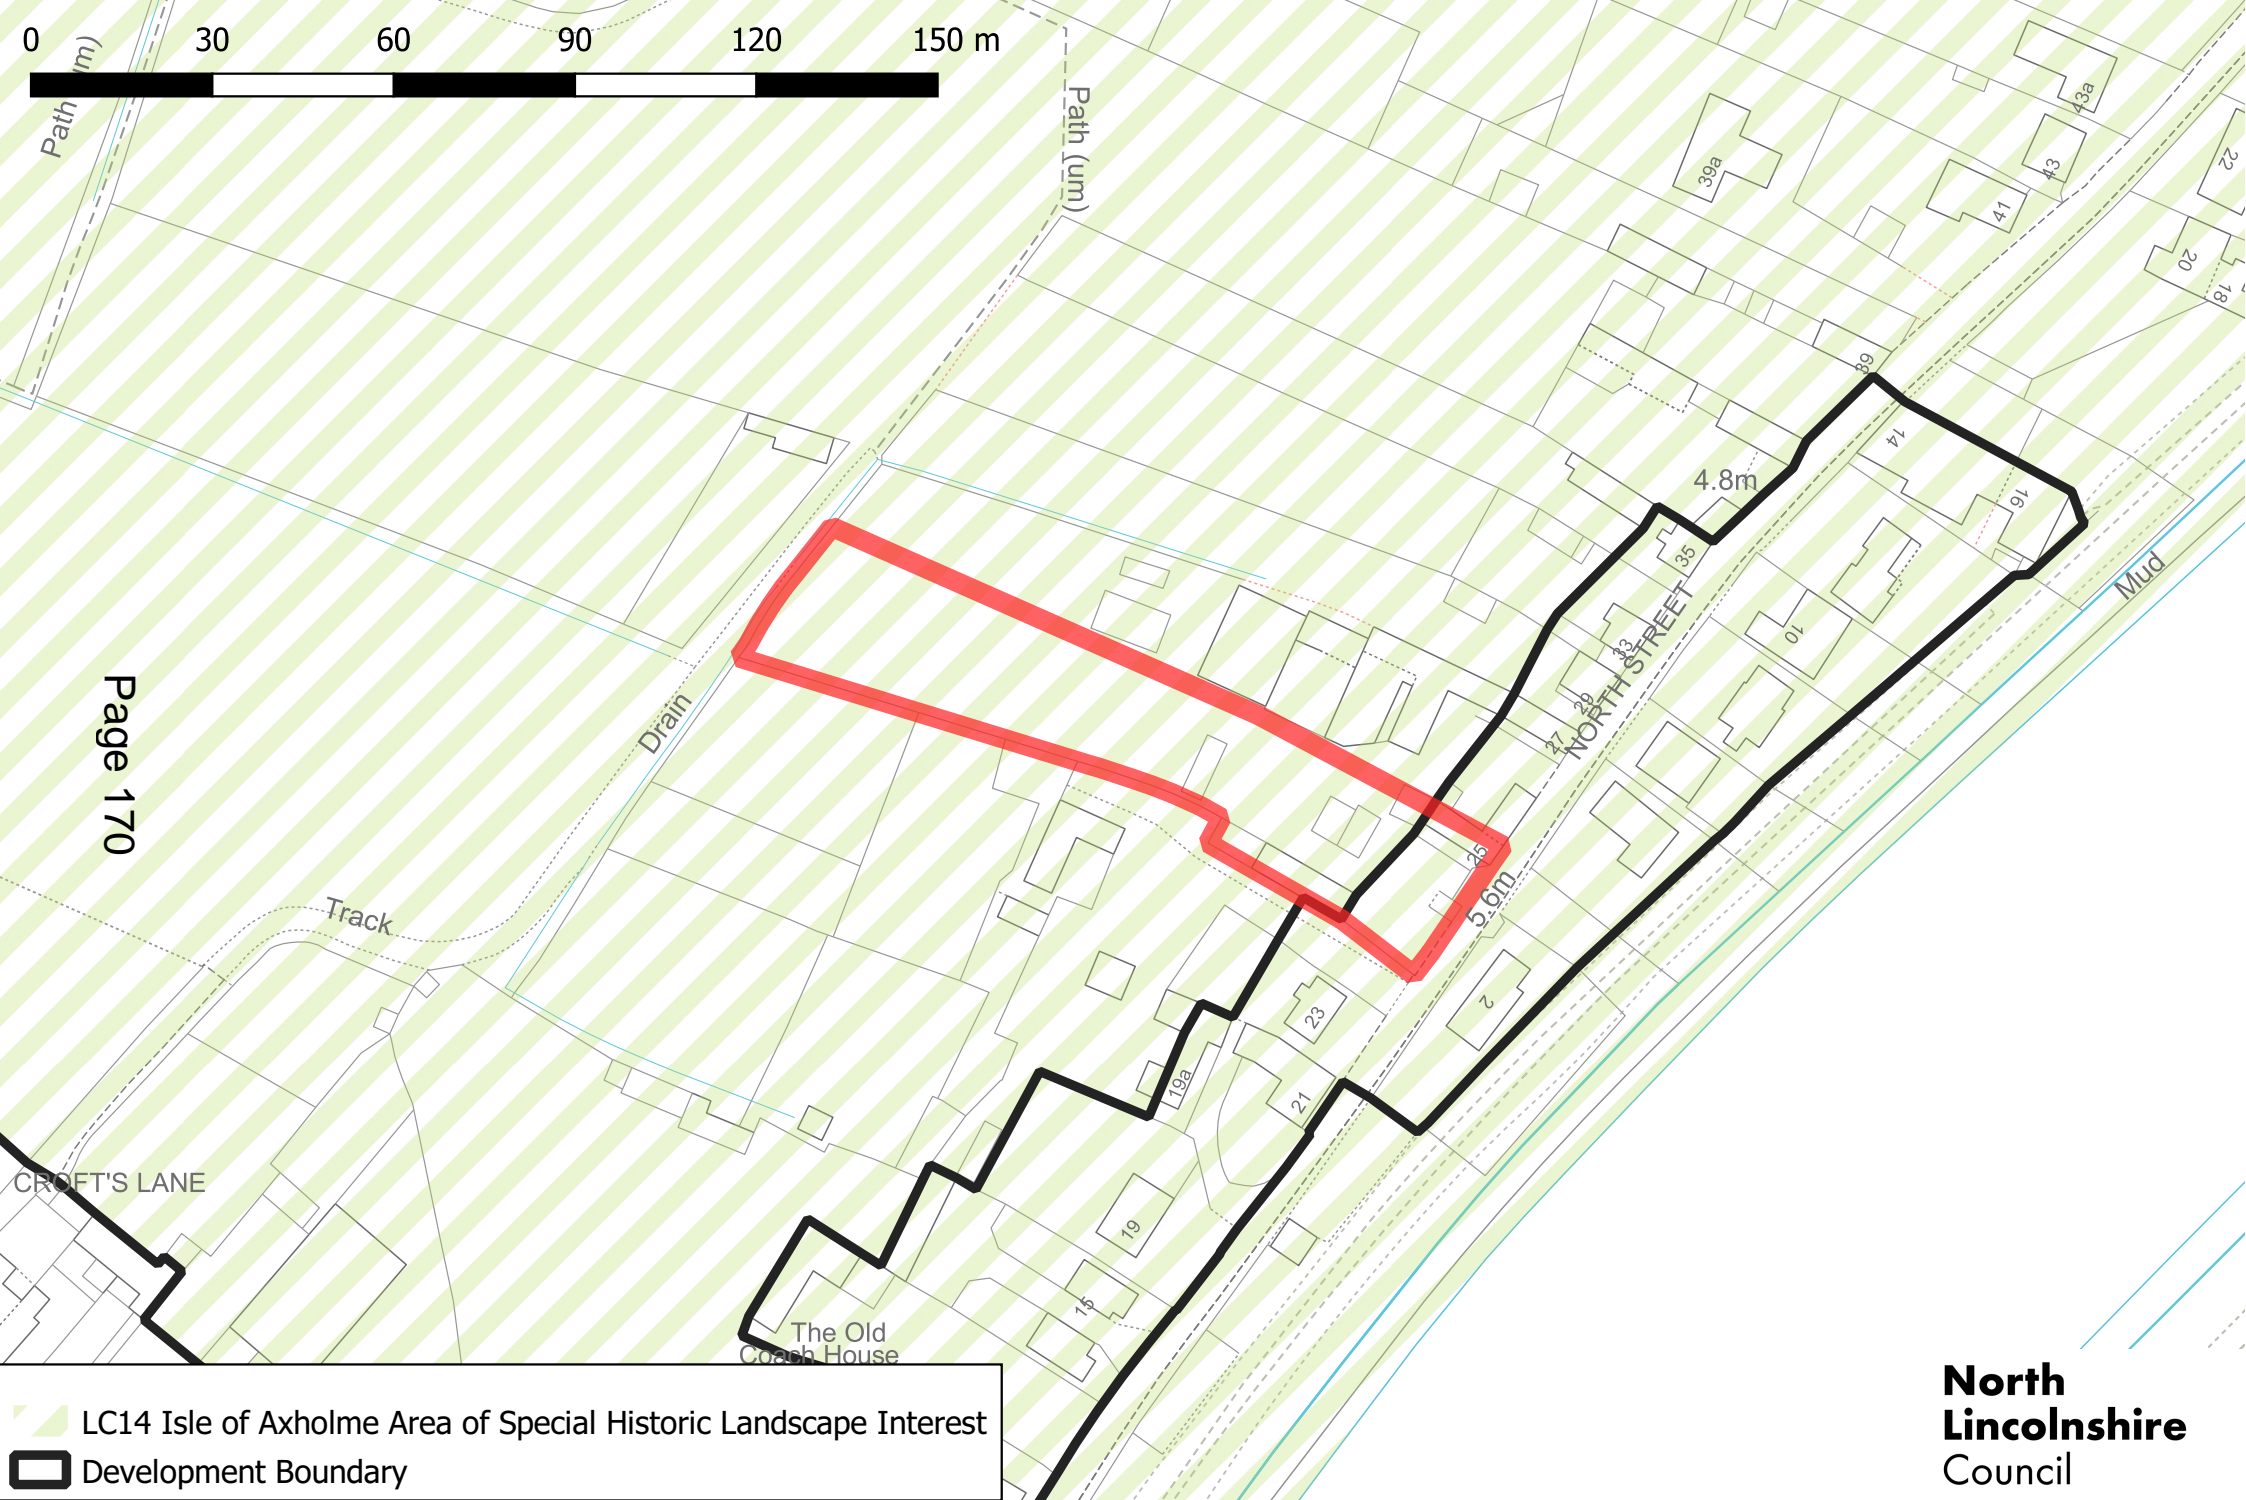 0 30 60 90 120 150 m
Path (um)
Path (um)
43a
39a
43
41
22
20
18
39
14
4.8m
16
35
Mud
10
33
NORTH STREET
29
27
Drain
Page 170
25
5.6m
Track
2
23
19a
21
CROFT'S LANE
19
15
The Old
Coach House
LC14 Isle of Axholme Area of Special Historic Landscape Interest
Development Boundary
North
Lincolnshire
Council